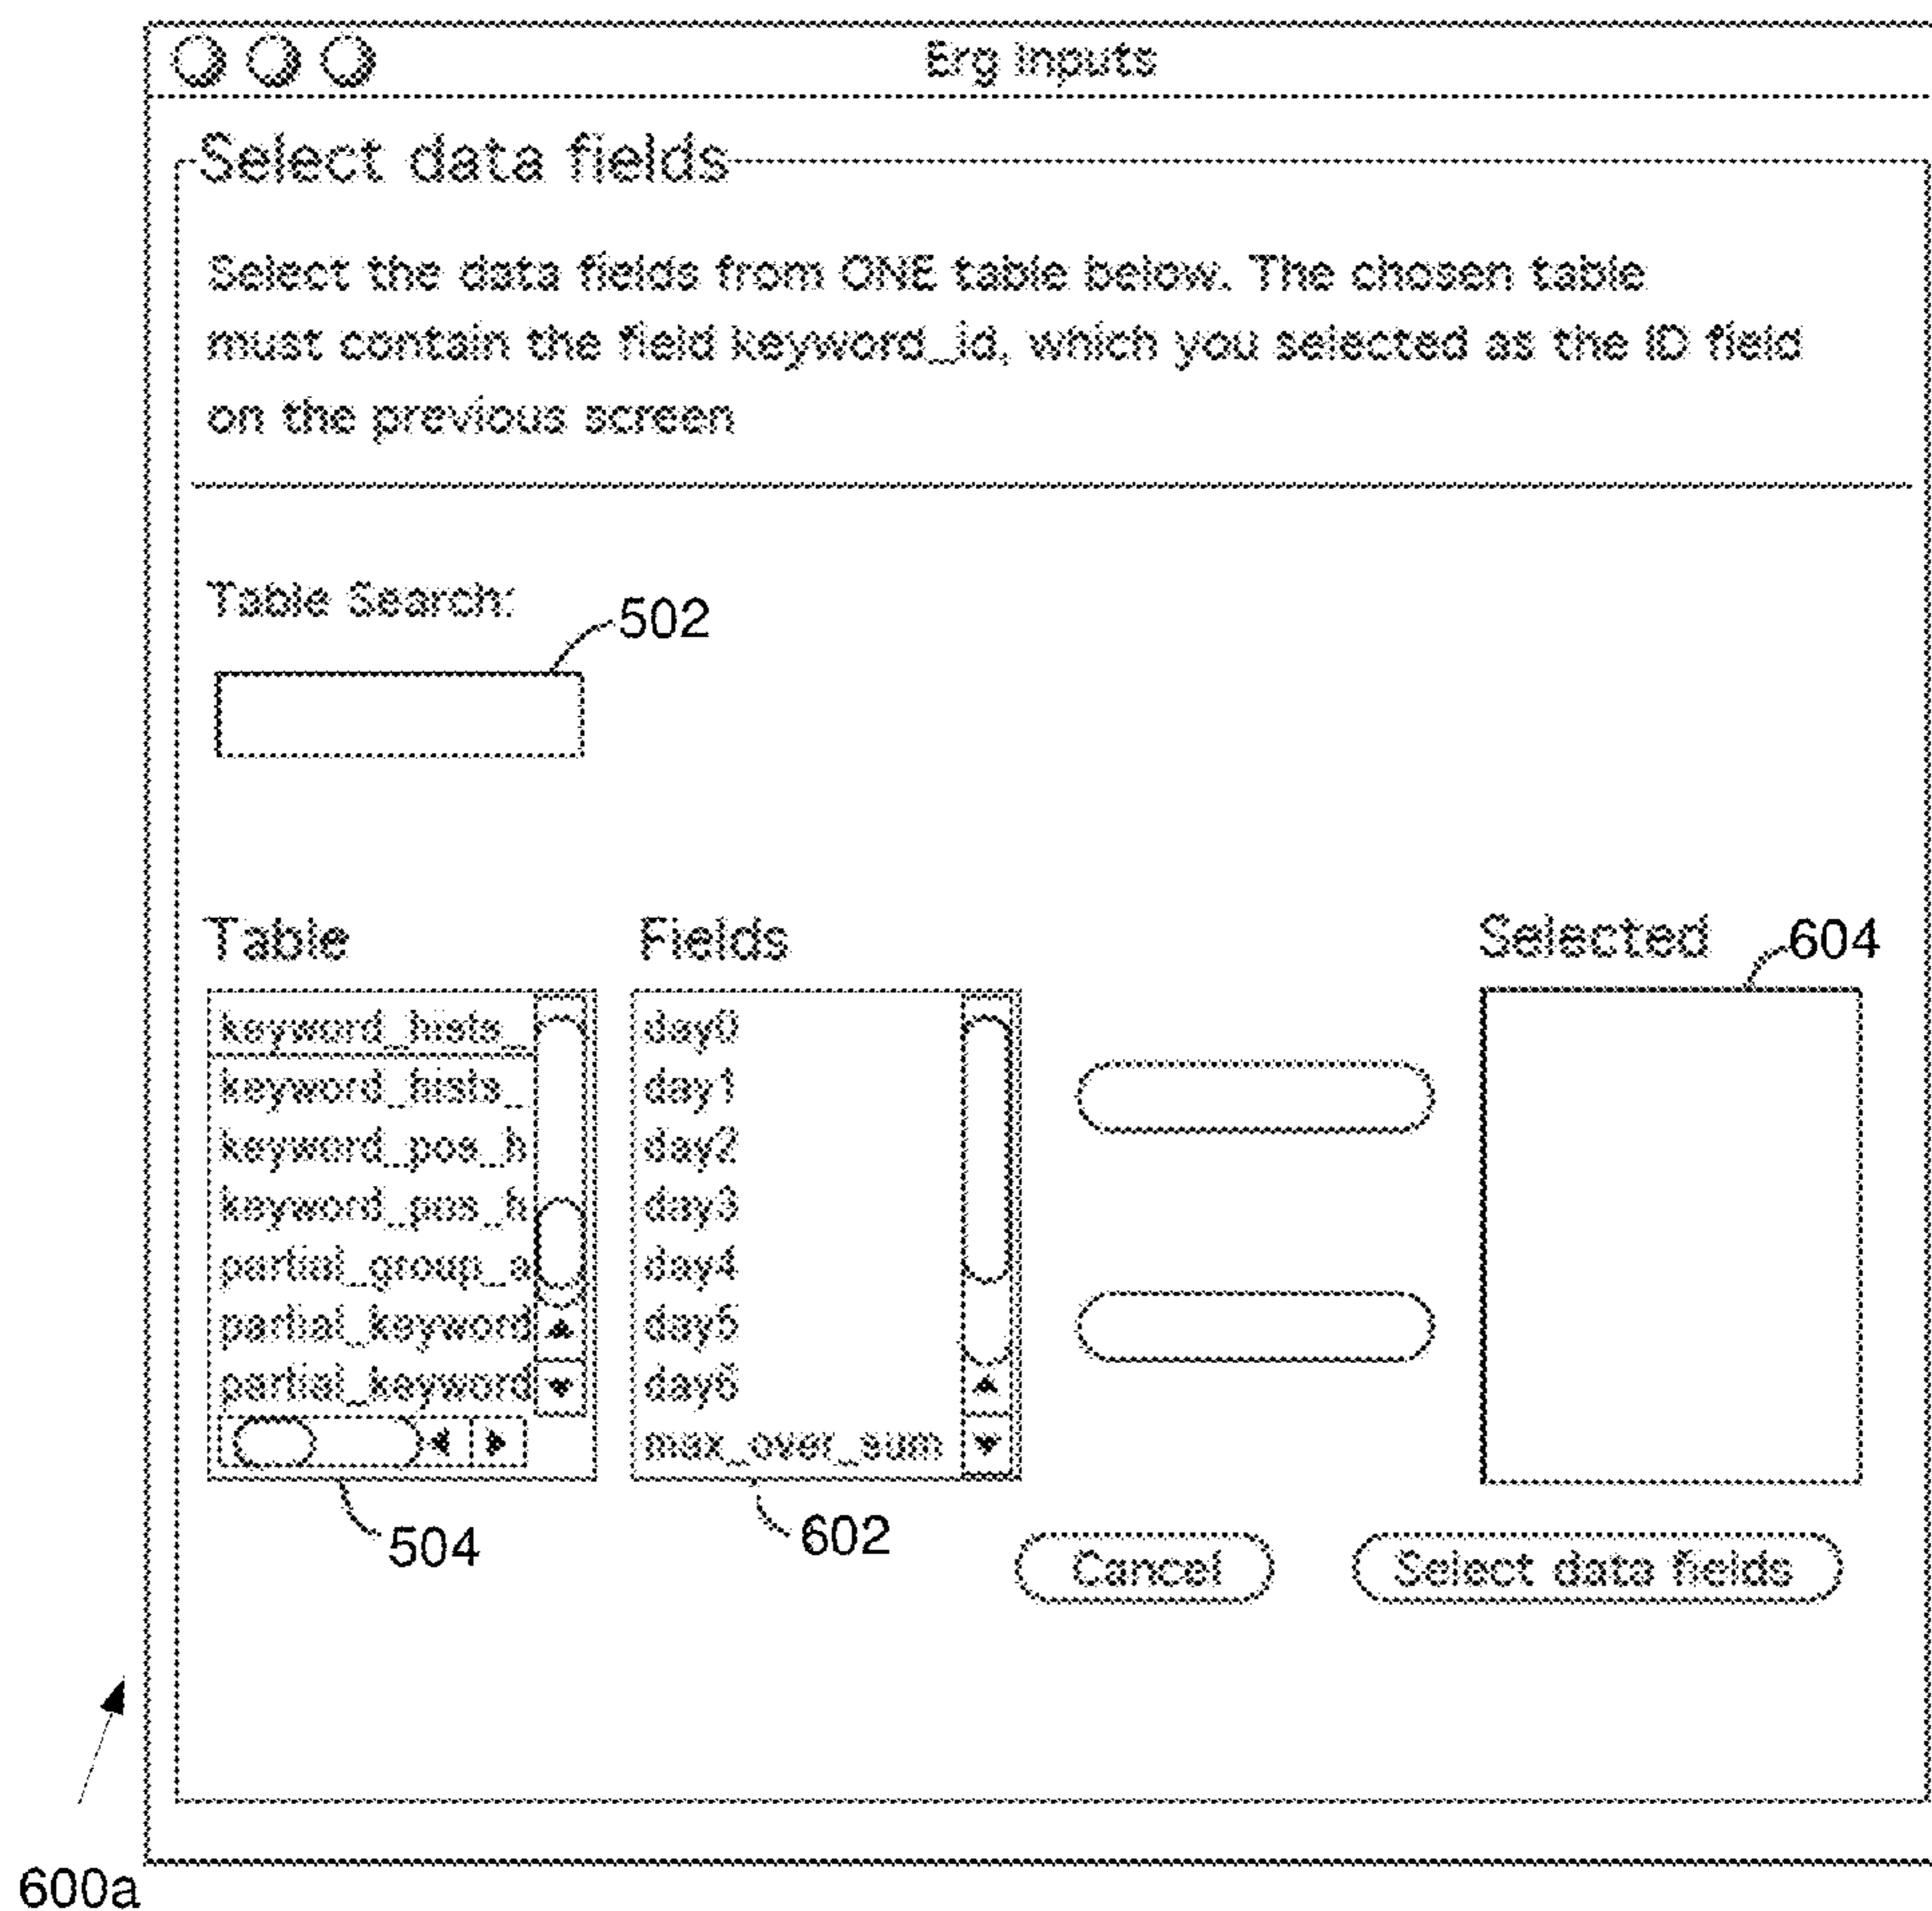 Erg inputs
Select data fields
Select the data fields from ONE table below. The chosen table
must contain the field keyword_id, which you selected as the ID field
on the previous screen
Table Search:
502
Table
Fields
Selected
604
keyword_hists_
keyword_hists_
keyword_pos_h
keyword_pos_h
partial_group_a
partial_keyword
partial_keyword
day0
day1
day2
day3
day4
day5
day6
max_over_sum
504
602
Cancel
Select data fields
600a